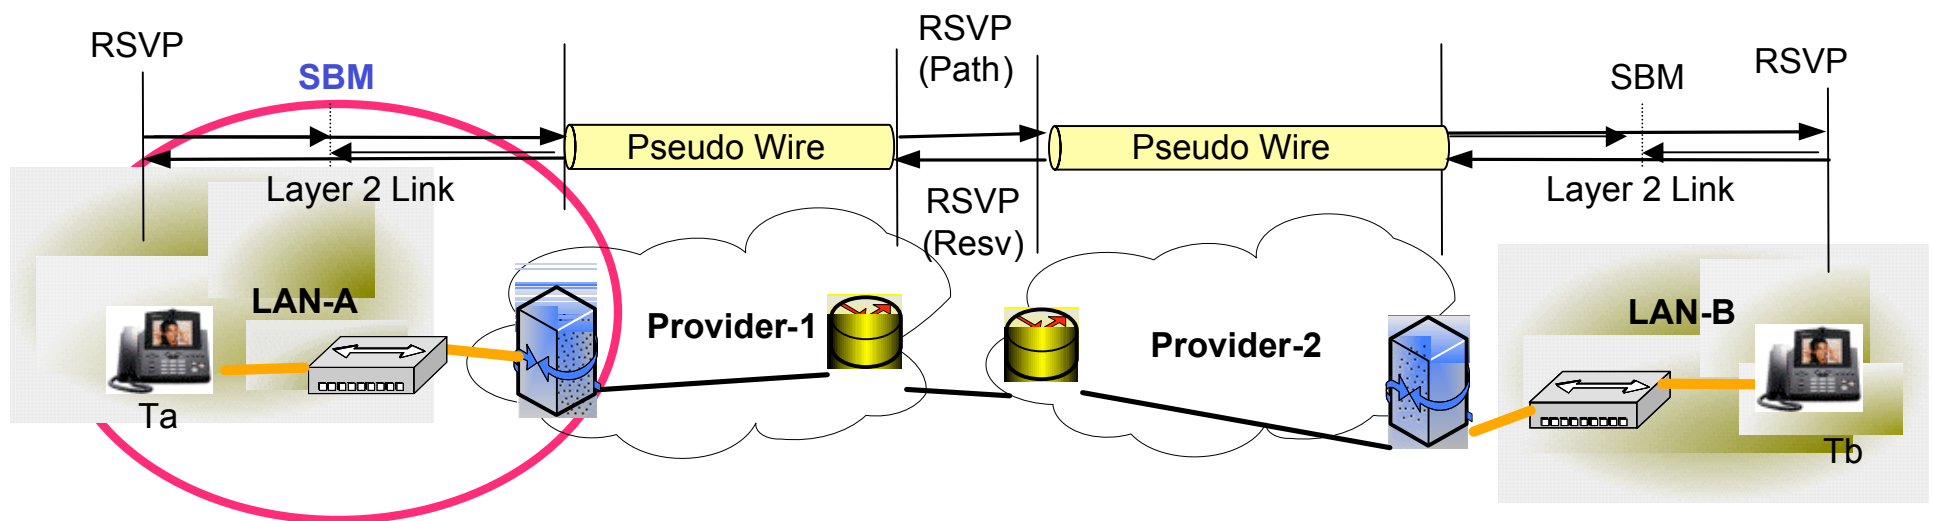 RSVP
SBM
RSVP
(Path)
SBM
RSVP
Pseudo Wire
Pseudo Wire
Layer 2 Link
RSVP
(Resv)
Layer 2 Link
LAN-A
Provider-1
Provider-2
LAN-B
Ta
Tb